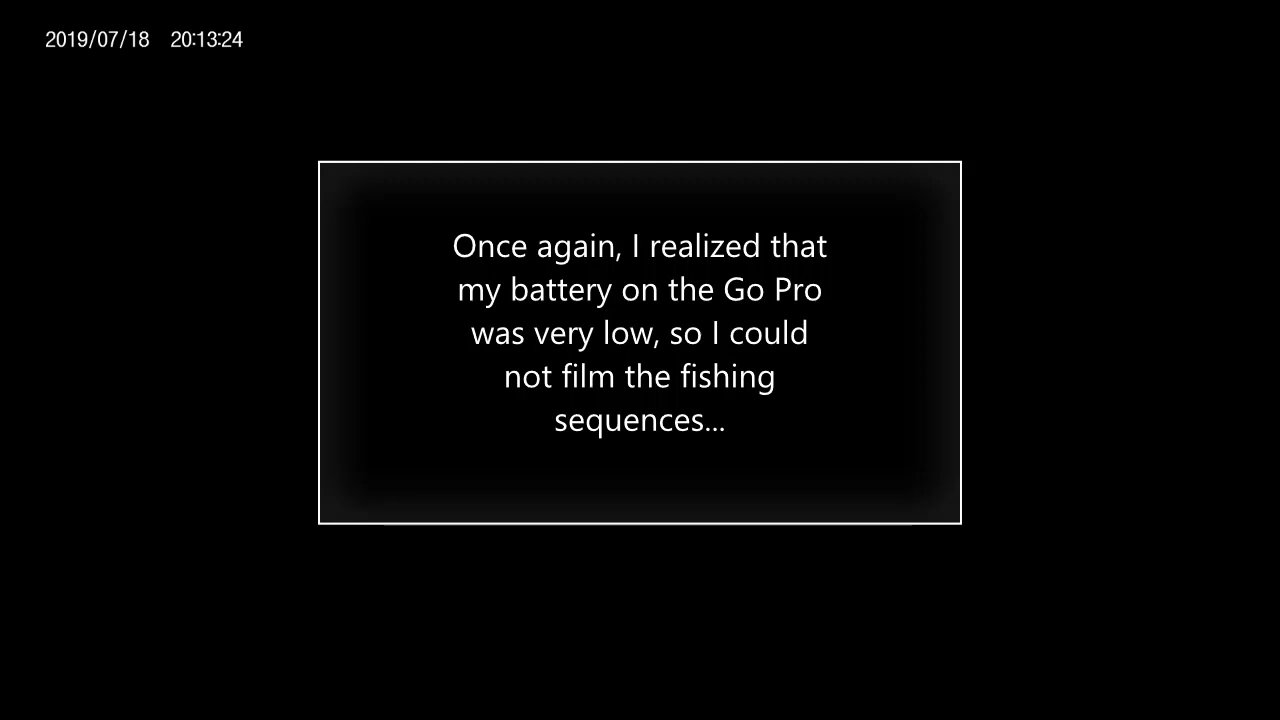 2019/07/18 20:13:24
Once again, I realized that
my battery on the Go Pro
was very low, so I could
not film the fishing
sequences...